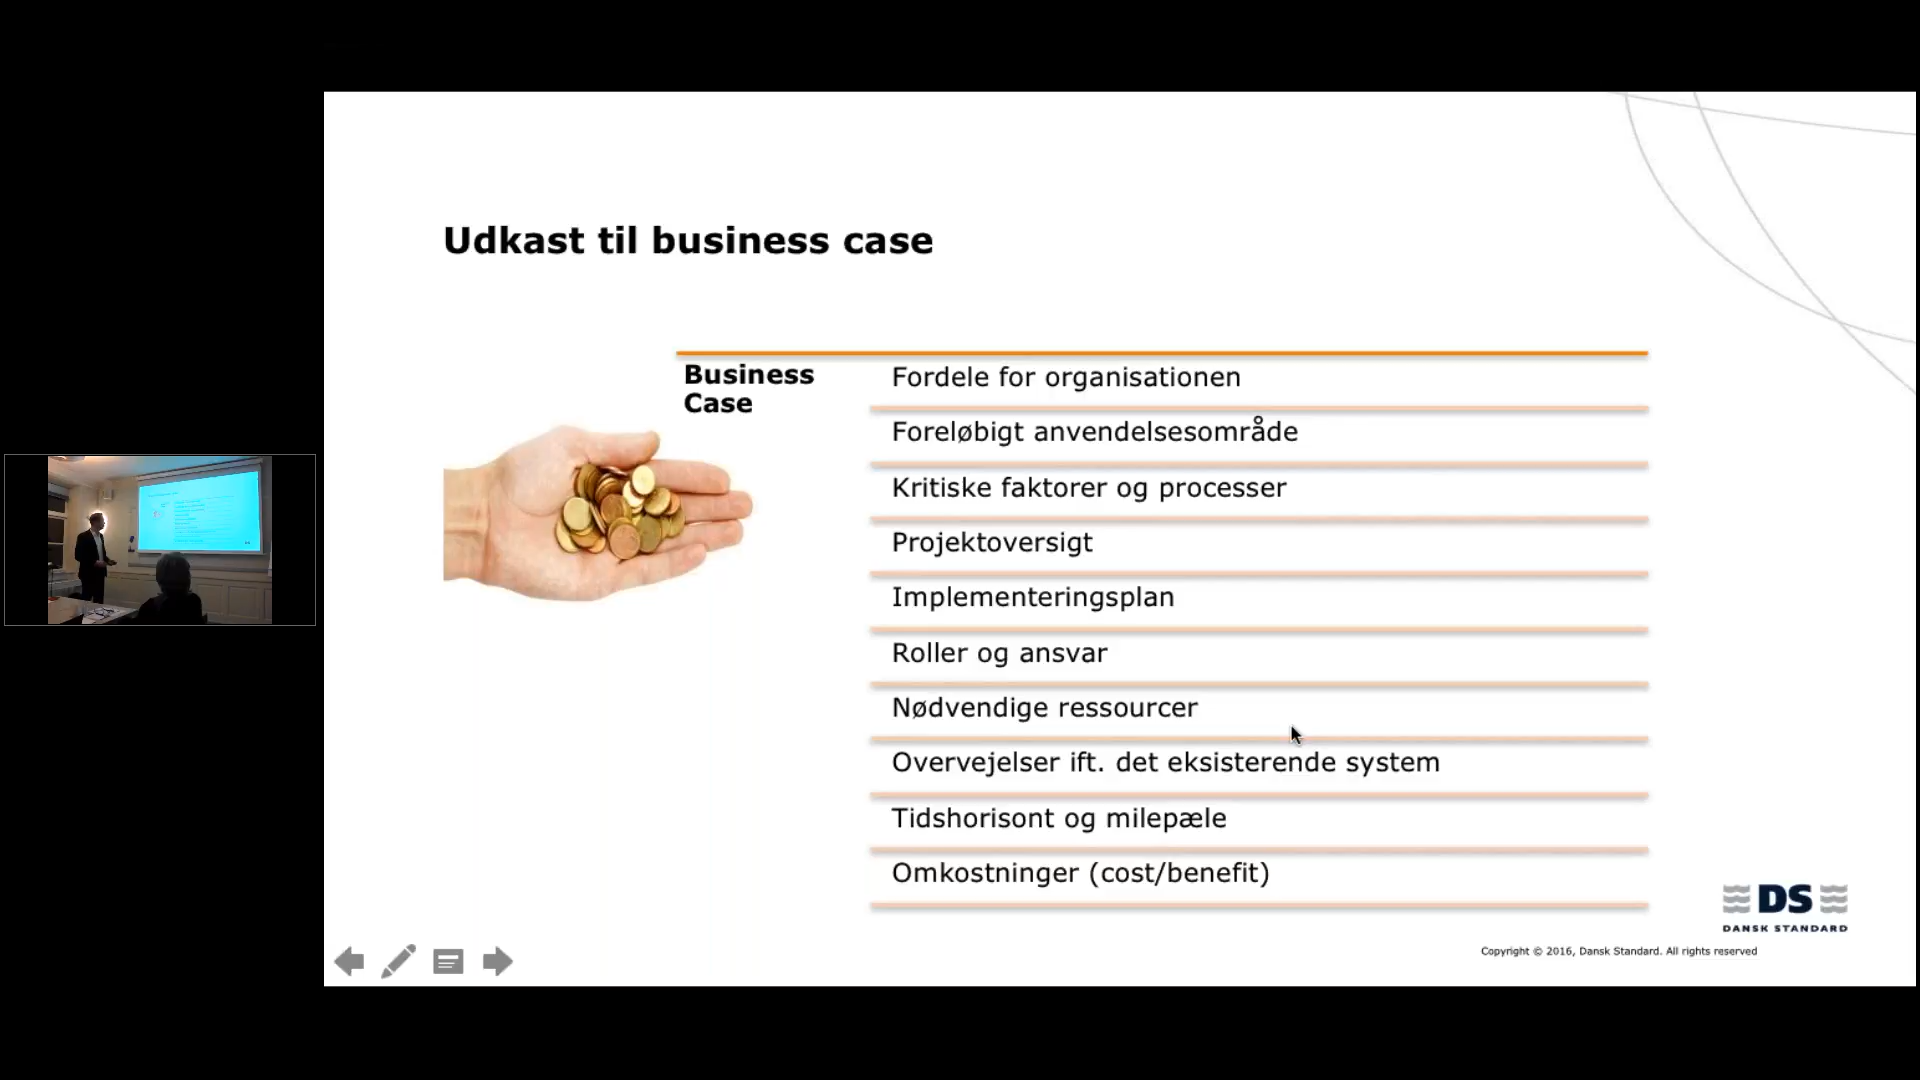 Udkast til business case
Business
Case
Fordele for organisationen
Foreløbigt anvendelsesområde
Kritiske faktorer og processer
Projektoversigt
Implementeringsplan
Roller og ansvar
Nødvendige ressourcer
Overvejelser ift. det eksisterende system
Tidshorisont og milepæle
Omkostninger (cost/benefit)
DS
DANSK STANDARD
Copyright © 2016, Dansk Standard. All rights reserved